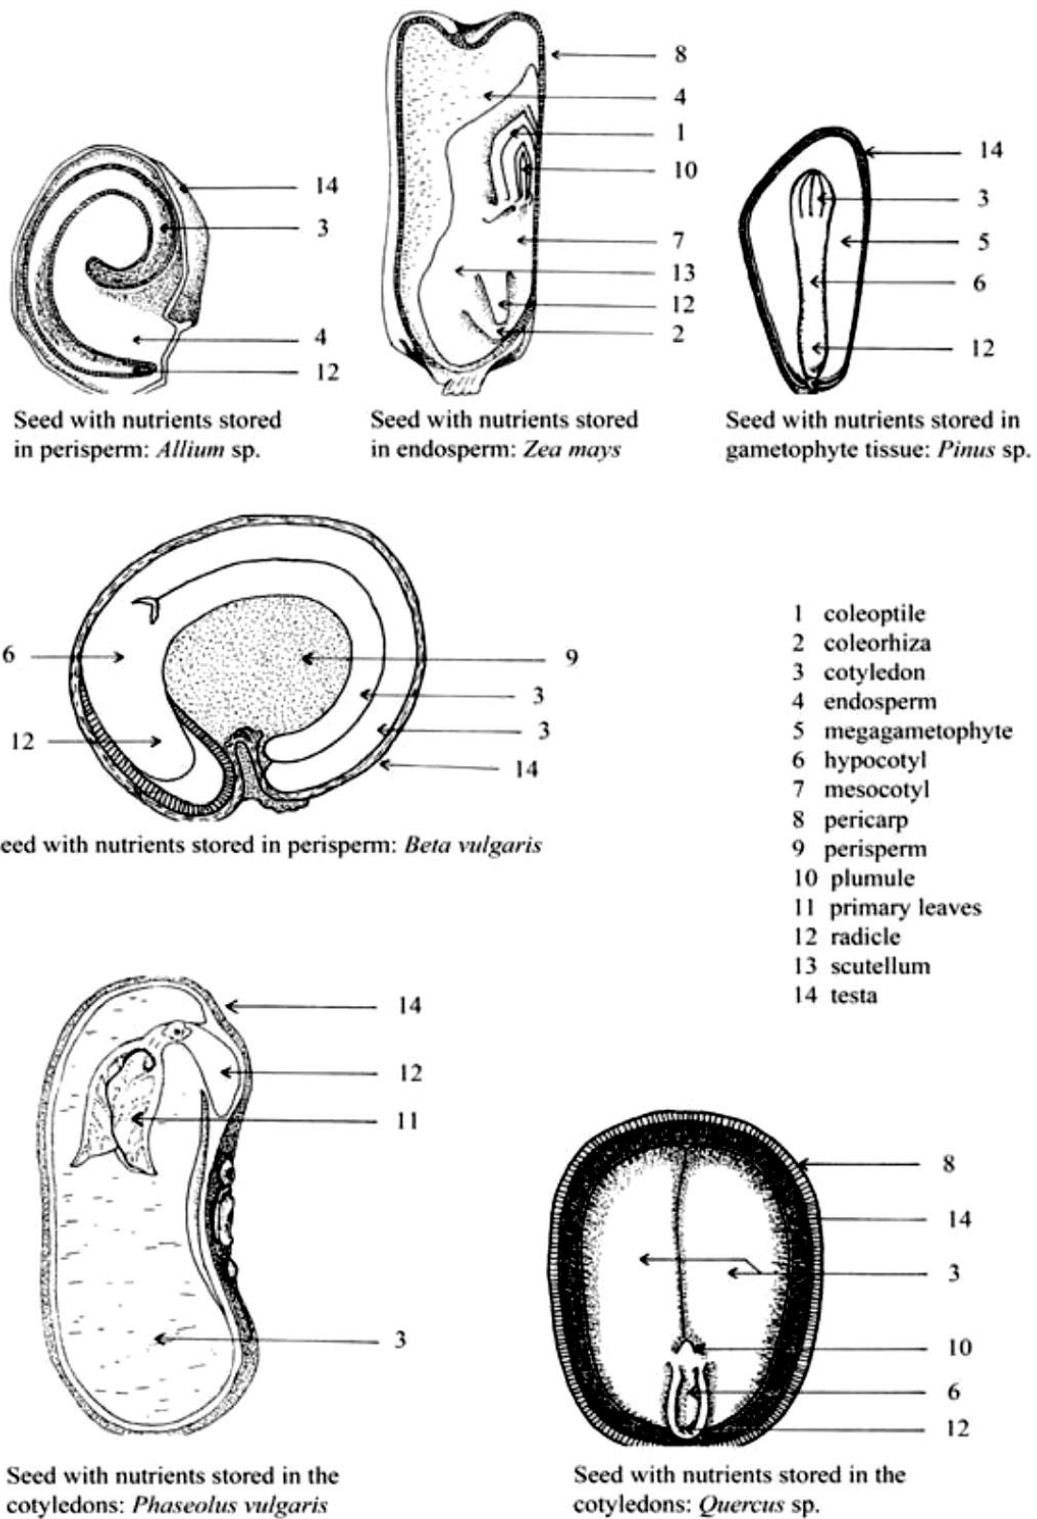 8
4
1
10
7
13
12
2
14
3
4
12
14
3
5
6
12
Seed with nutrients stored
in perisperm: Allium sp.
Seed with nutrients stored
in endosperm: Zea mays
Seed with nutrients stored in
gametophyte tissue: Pinus sp.
6
12
9
3
3
14
eed with nutrients stored in perisperm: Beta vulgaris
1 coleoptile
2 coleorhiza
3 cotyledon
4 endosperm
5 megagametophyte
6 hypocotyl
7 mesocotyl
8 pericarp
9 perisperm
10 plumule
11 primary leaves
12 radicle
13 scutellum
14 testa
14
12
11
3
8
14
3
10
6
12
Seed with nutrients stored in the
cotyledons: Phaseolus vulgaris
Seed with nutrients stored in the
cotyledons: Quercus sp.